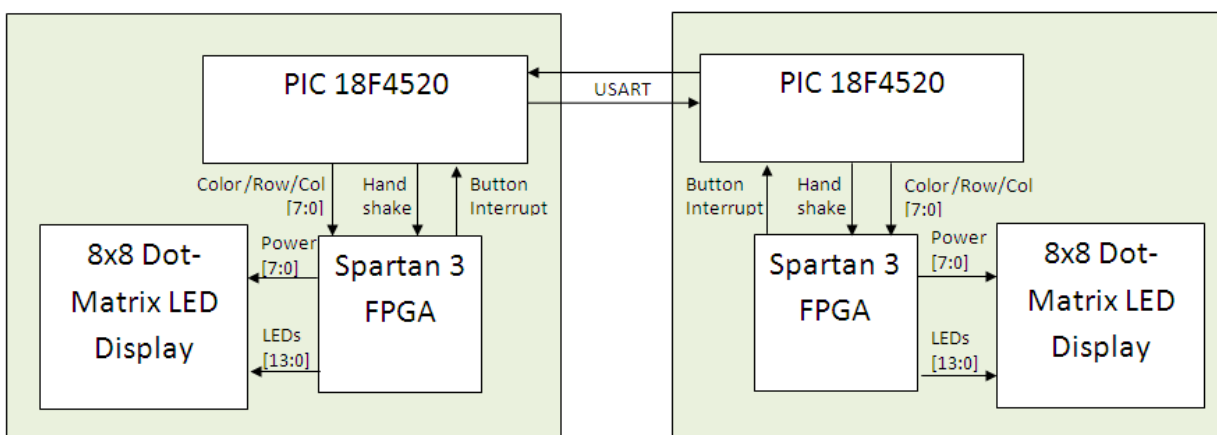 PIC 18F4520
USART
PIC 18F4520
Color/Row/Col
[7:0]
Hand
shake
Button
Interrupt
Button
Interrupt
Hand
shake
Color/Row/Col
[7:0]
8x8 Dot-
Matrix LED
Display
Power
[7:0]
LEDs
[13:0]
Spartan 3
FPGA
Spartan 3
FPGA
Power
[7:0]
LEDs
[13:0]
8x8 Dot-
Matrix LED
Display